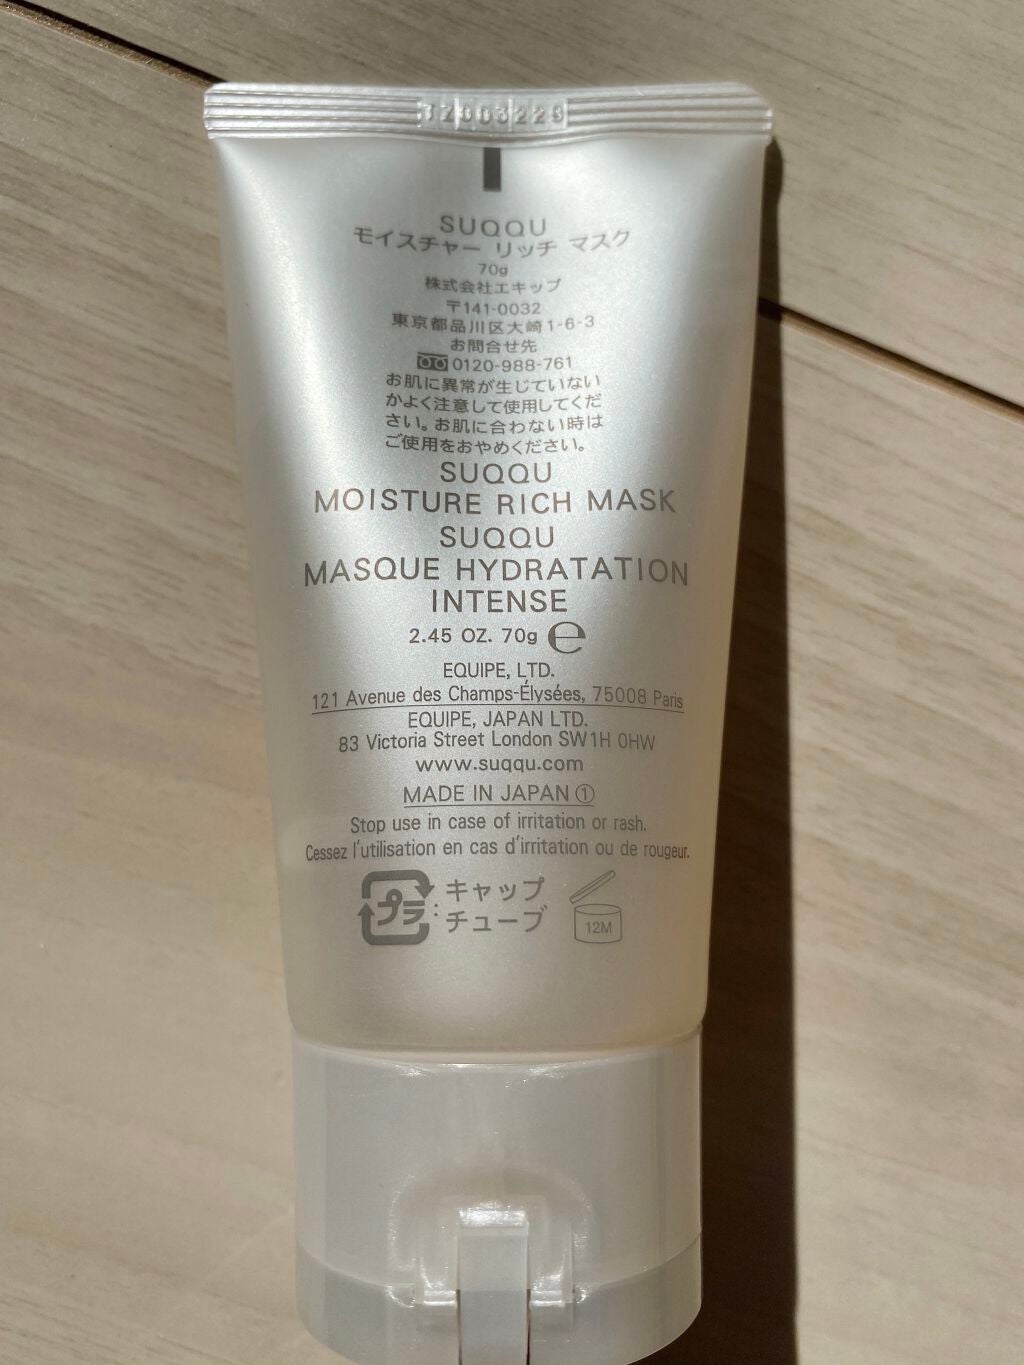 SUQQU
モイスチャー リッチ マスク
70g
株式会社エキップ
〒141-0032
東京都品川区大崎1-6-3
お問合せ先
0120-988-761
お肌に異常が生じていない
かよく注意して使用してくだ
さい。お肌に合わない時は
ご使用をおやめください。
SUQQU
MOISTURE RICH MASK
SUQQU
MASQUE HYDRATATION
INTENSE
2.45 OZ. 70g ℮
EQUIPE, LTD.
121 Avenue des Champs-Élysées, 75008 Paris
EQUIPE, JAPAN LTD.
83 Victoria Street London SW1H 0HW
www.suqqu.com
MADE IN JAPAN ①
Stop use in case of irritation or rash.
Cessez l'utilisation en cas d'irritation ou de rougeur.
プラ : キャップ
チューブ
12M